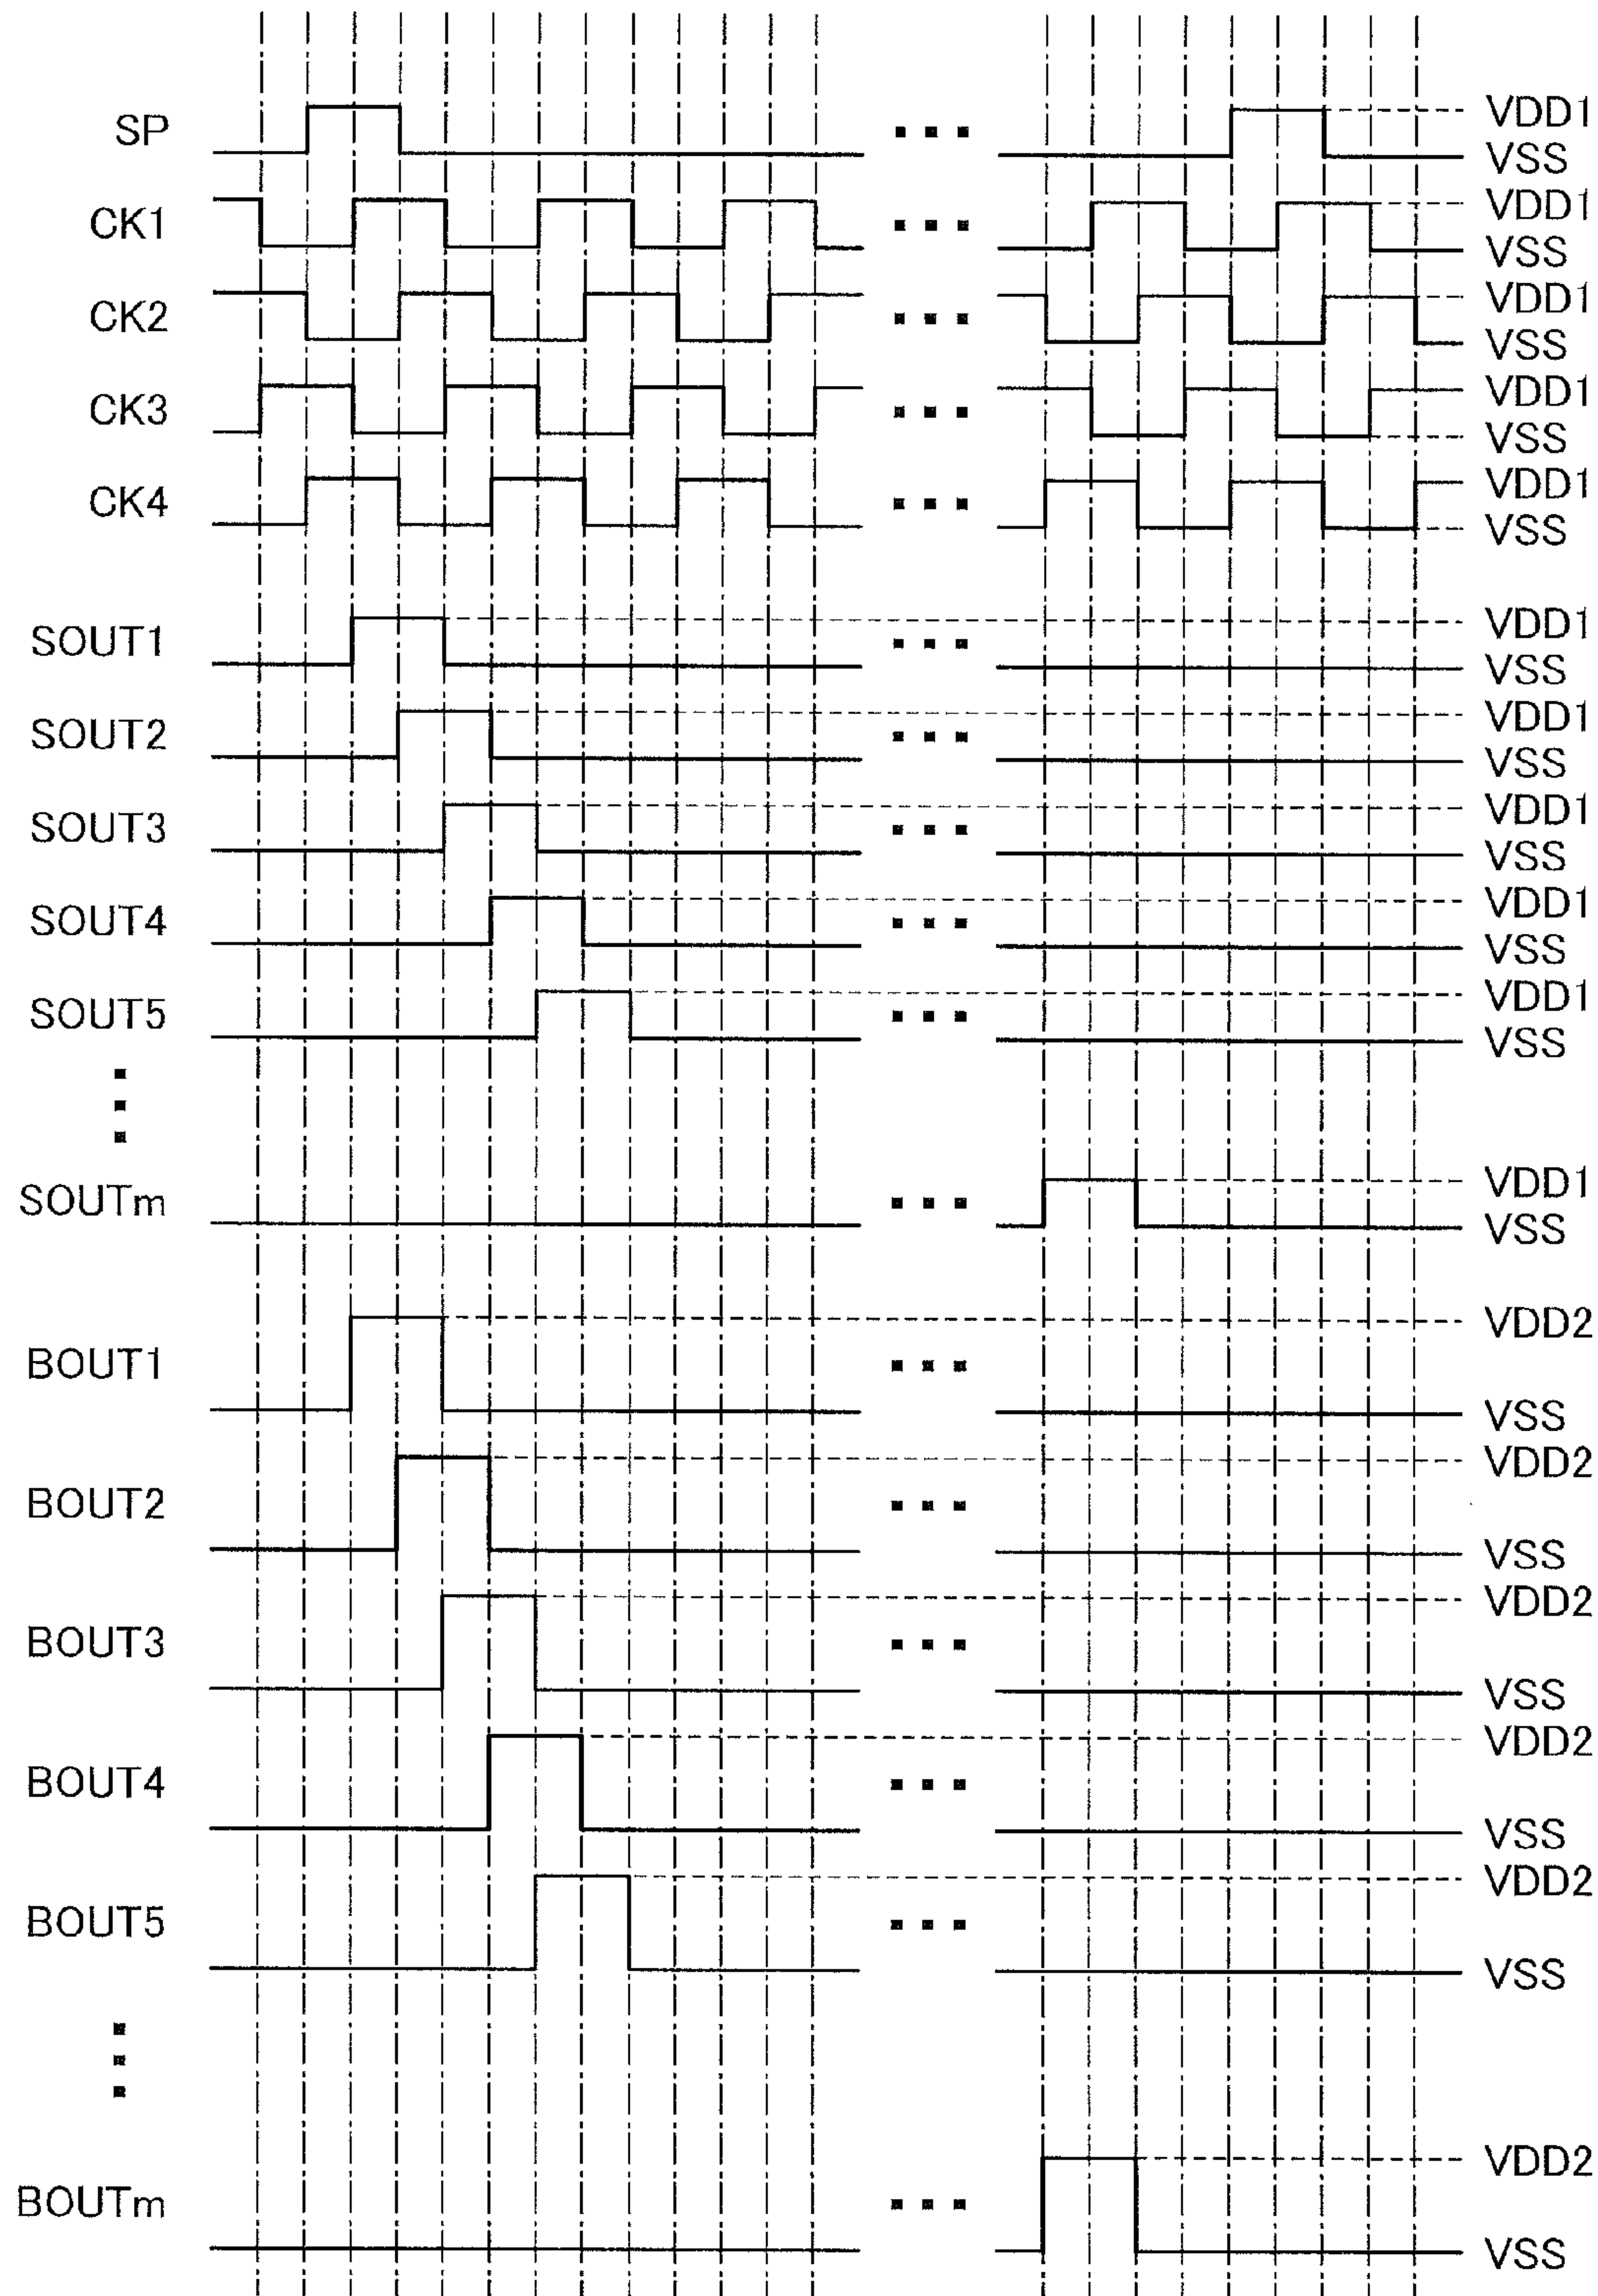 SP VDD1
VSS
CK1 VDD1
VSS
CK2 VDD1
VSS
CK3 VDD1
VSS
CK4 VDD1
VSS
SOUT1 VDD1
VSS
SOUT2 VDD1
VSS
SOUT3 VDD1
VSS
SOUT4 VDD1
VSS
SOUT5 VDD1
VSS
SOUTm VDD1
VSS
BOUT1 VDD2
VSS
BOUT2 VDD2
VSS
BOUT3 VDD2
VSS
BOUT4 VDD2
VSS
BOUT5 VDD2
VSS
BOUTm VDD2
VSS